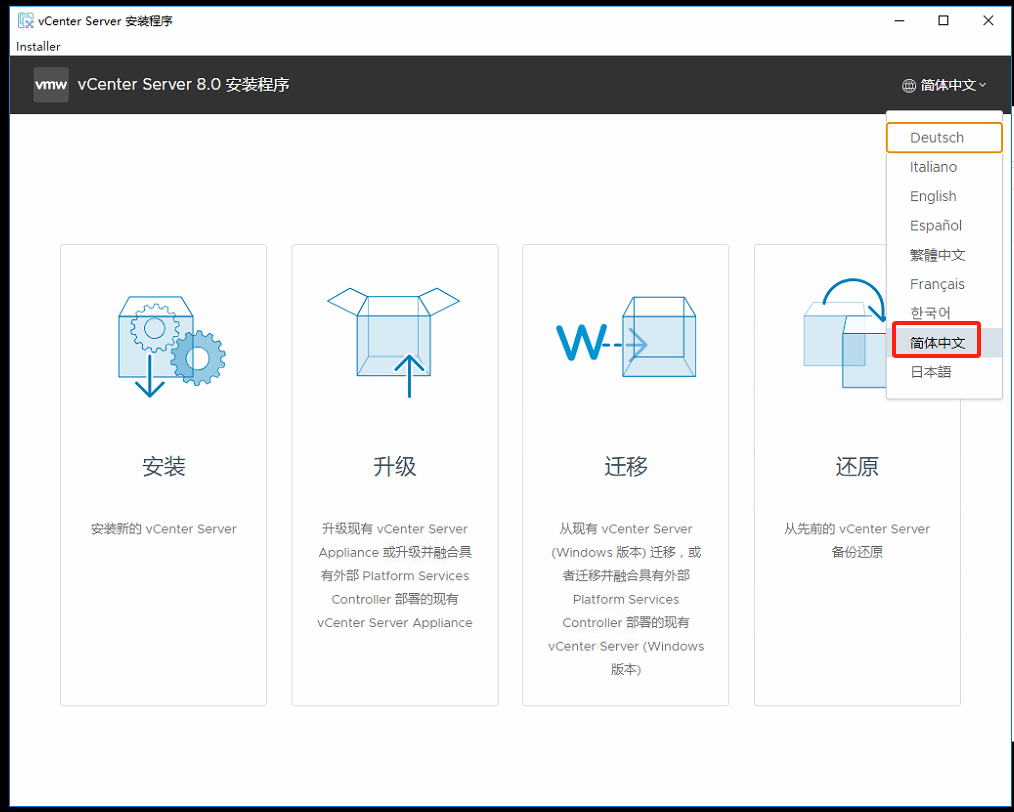 vCenter Server 安装程序
Installer
vmw vCenter Server 8.0 安装程序
简体中文
Deutsch
Italiano
English
Español
繁體中文
Français
한국어
简体中文
日本語
W
安装
安装新的 vCenter Server
升级
升级现有 vCenter Server
Appliance 或升级并融合具
有外部 Platform Services
Controller 部署的现有
vCenter Server Appliance
迁移
从现有 vCenter Server
(Windows 版本) 迁移，或
者迁移并融合具有外部
Platform Services
Controller 部署的现有
vCenter Server (Windows
版本)
还原
从先前的 vCenter Server
备份还原